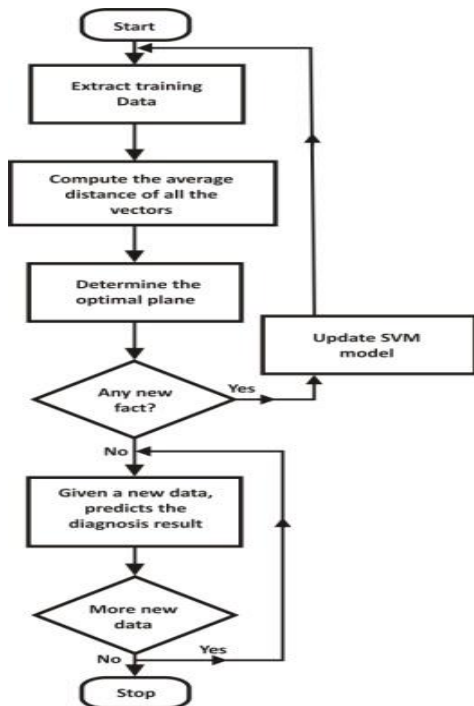 Start
Extract training
Data
Compute the average
distance of all the
vectors
Determine the
optimal plane
Update SVM
model
Any new
fact?
Yes
No
Given a new data,
predicts the
diagnosis result
More new
data
Yes
No
Stop